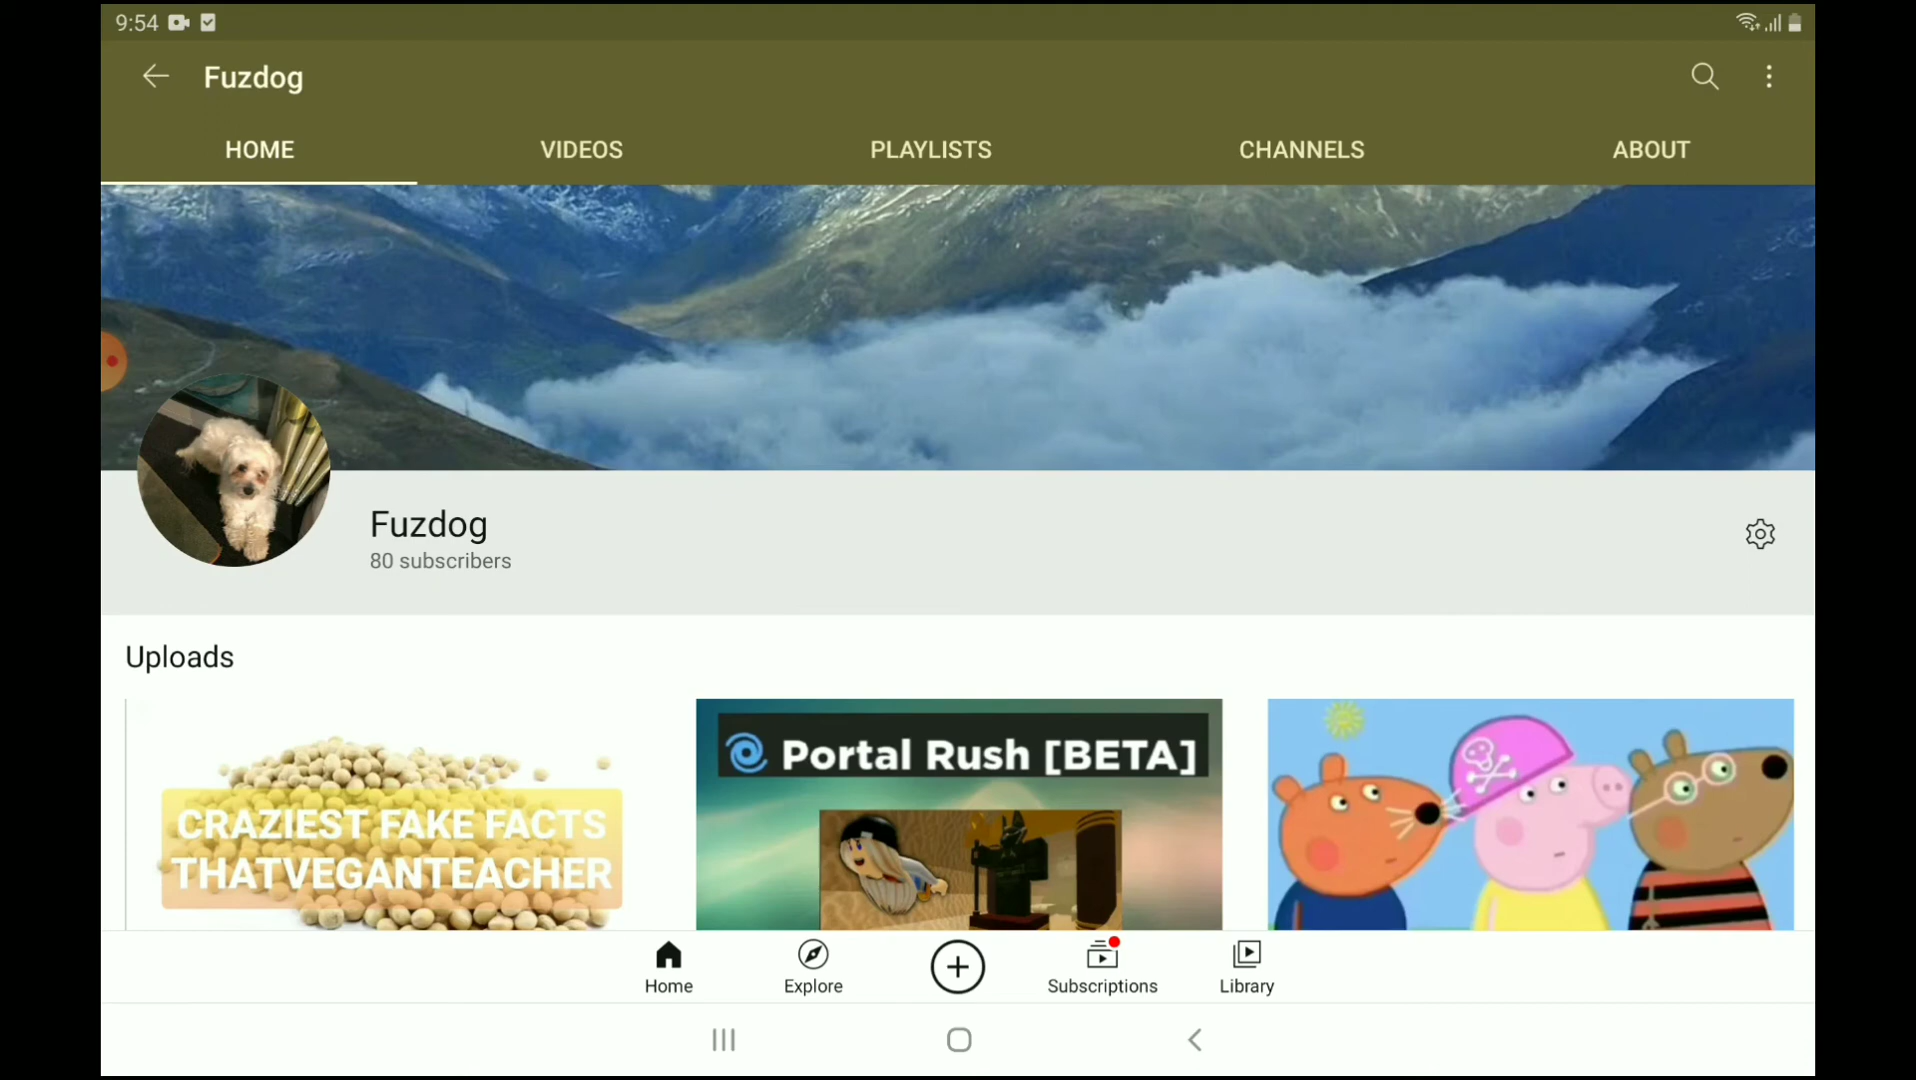 9:54
Fuzdog
HOME
VIDEOS
PLAYLISTS
CHANNELS
ABOUT
Fuzdog
80 subscribers
Uploads
CRAZIEST FAKE FACTS
THATVEGANTEACHER
Portal Rush [BETA]
Home
Explore
Subscriptions
Library